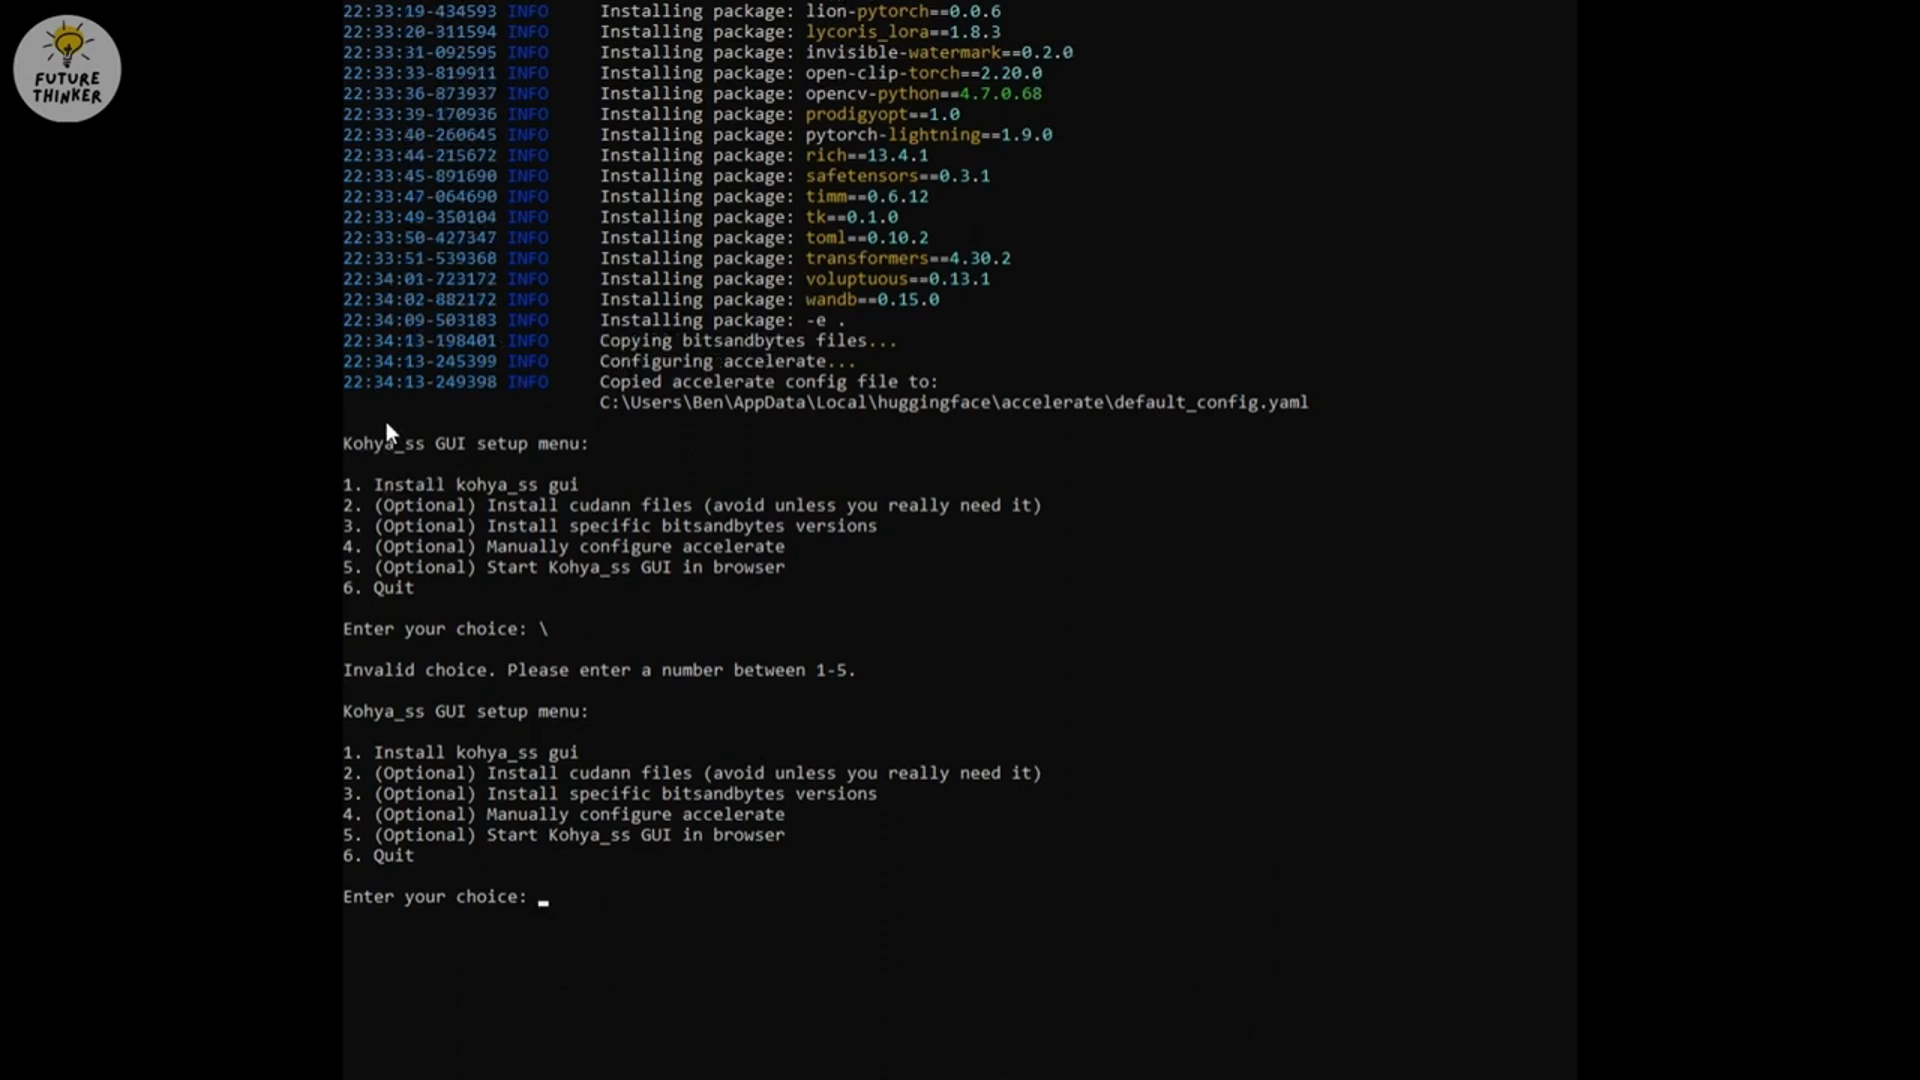 FUTURE
THINKER
22:33:19-434593 INFO Installing package: lion-pytorch==0.0.6
22:33:20-311594 INFO Installing package: lycoris_lora==1.8.3
22:33:31-092595 INFO Installing package: invisible-watermark==0.2.0
22:33:33-819911 INFO Installing package: open-clip-torch==2.20.0
22:33:36-873937 INFO Installing package: opencv-python==4.7.0.68
22:33:39-170936 INFO Installing package: prodigyopt==1.0
22:33:40-260645 INFO Installing package: pytorch-lightning==1.9.0
22:33:44-215672 INFO Installing package: rich==13.4.1
22:33:45-891690 INFO Installing package: safetensors==0.3.1
22:33:47-064690 INFO Installing package: timm==0.6.12
22:33:49-350104 INFO Installing package: tk==0.1.0
22:33:50-427347 INFO Installing package: toml==0.10.2
22:33:51-539368 INFO Installing package: transformers==4.30.2
22:34:01-723172 INFO Installing package: voluptuous==0.13.1
22:34:02-882172 INFO Installing package: wandb==0.15.0
22:34:09-503183 INFO Installing package: -e .
22:34:13-198401 INFO Copying bitsandbytes files...
22:34:13-245399 INFO Configuring accelerate...
22:34:13-249398 INFO Copied accelerate config file to:
C:\Users\Ben\AppData\Local\huggingface\accelerate\default_config.yaml
Kohya_ss GUI setup menu:
1. Install kohya_ss gui
2. (Optional) Install cudann files (avoid unless you really need it)
3. (Optional) Install specific bitsandbytes versions
4. (Optional) Manually configure accelerate
5. (Optional) Start Kohya_ss GUI in browser
6. Quit
Enter your choice: \
Invalid choice. Please enter a number between 1-5.
Kohya_ss GUI setup menu:
1. Install kohya_ss gui
2. (Optional) Install cudann files (avoid unless you really need it)
3. (Optional) Install specific bitsandbytes versions
4. (Optional) Manually configure accelerate
5. (Optional) Start Kohya_ss GUI in browser
6. Quit
Enter your choice: